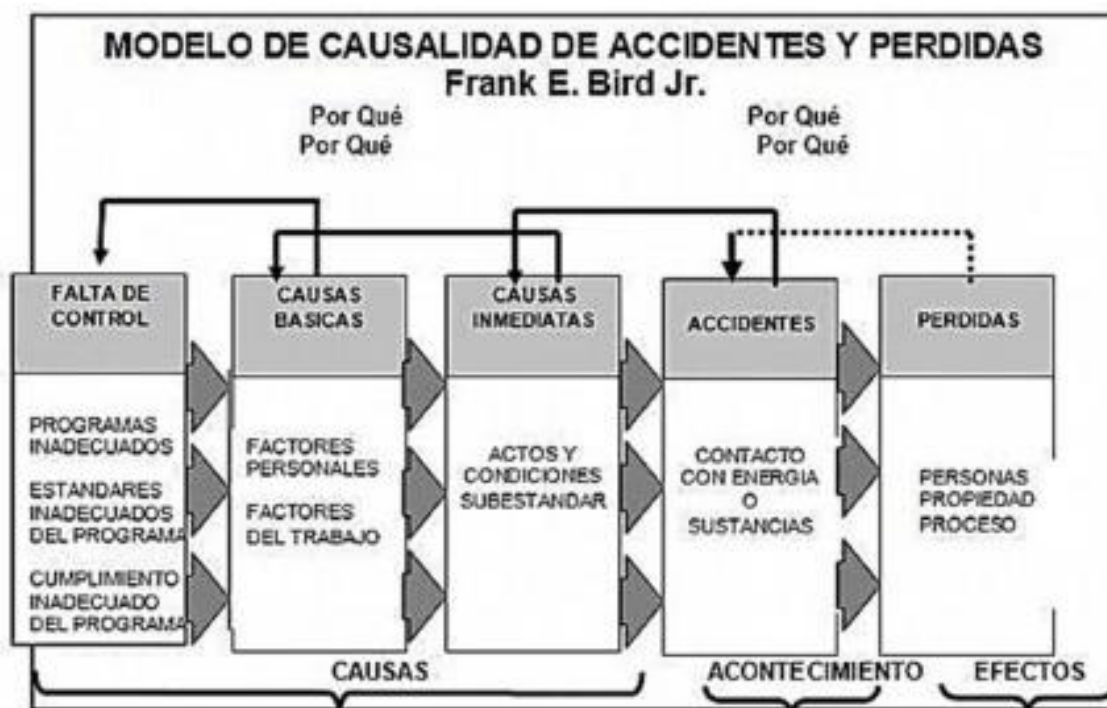 MODELO DE CAUSALIDAD DE ACCIDENTES Y PERDIDAS
Frank E. Bird Jr.
Por Qué
Por Qué
Por Qué
Por Qué
FALTA DE
CONTROL
PROGRAMAS
INADECUADOS
ESTANDARES
INADECUADOS
DEL PROGRAMA
CUMPLIMIENTO
INADECUADO
DEL PROGRAMA
CAUSAS
BASICAS
FACTORES
PERSONALES
FACTORES
DEL TRABAJO
CAUSAS
INMEDIATAS
ACTOS Y
CONDICIONES
SUBESTANDAR
ACCIDENTES
CONTACTO
CON ENERGIA
O
SUSTANCIAS
PERDIDAS
PERSONAS
PROPIEDAD
PROCESO
CAUSAS
ACONTECIMIENTO
EFECTOS